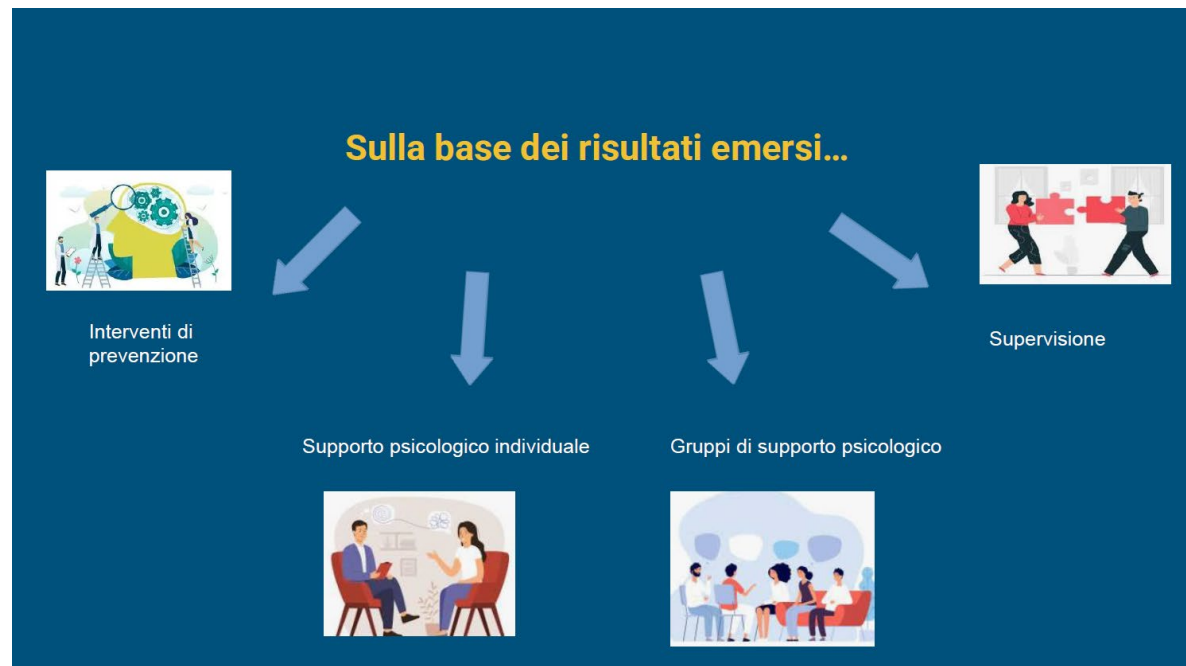 Sulla base dei risultati emersi...
Interventi di
prevenzione
Supervisione
Supporto psicologico individuale
Gruppi di supporto psicologico